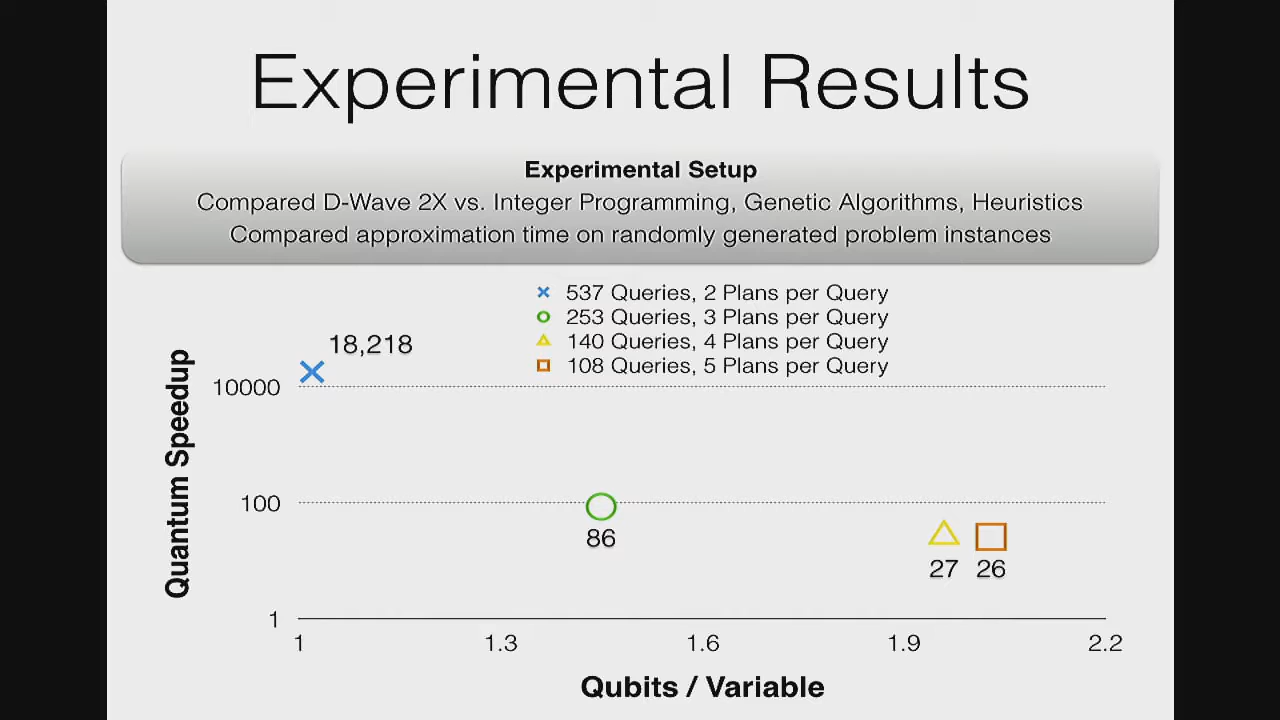 Experimental Results
Experimental Setup
Compared D-Wave 2X vs. Integer Programming, Genetic Algorithms, Heuristics
Compared approximation time on randomly generated problem instances
537 Queries, 2 Plans per Query
253 Queries, 3 Plans per Query
140 Queries, 4 Plans per Query
108 Queries, 5 Plans per Query
18,218
Quantum Speedup
10000
100
86
27 26
1
1 1.3 1.6 1.9 2.2
Qubits / Variable